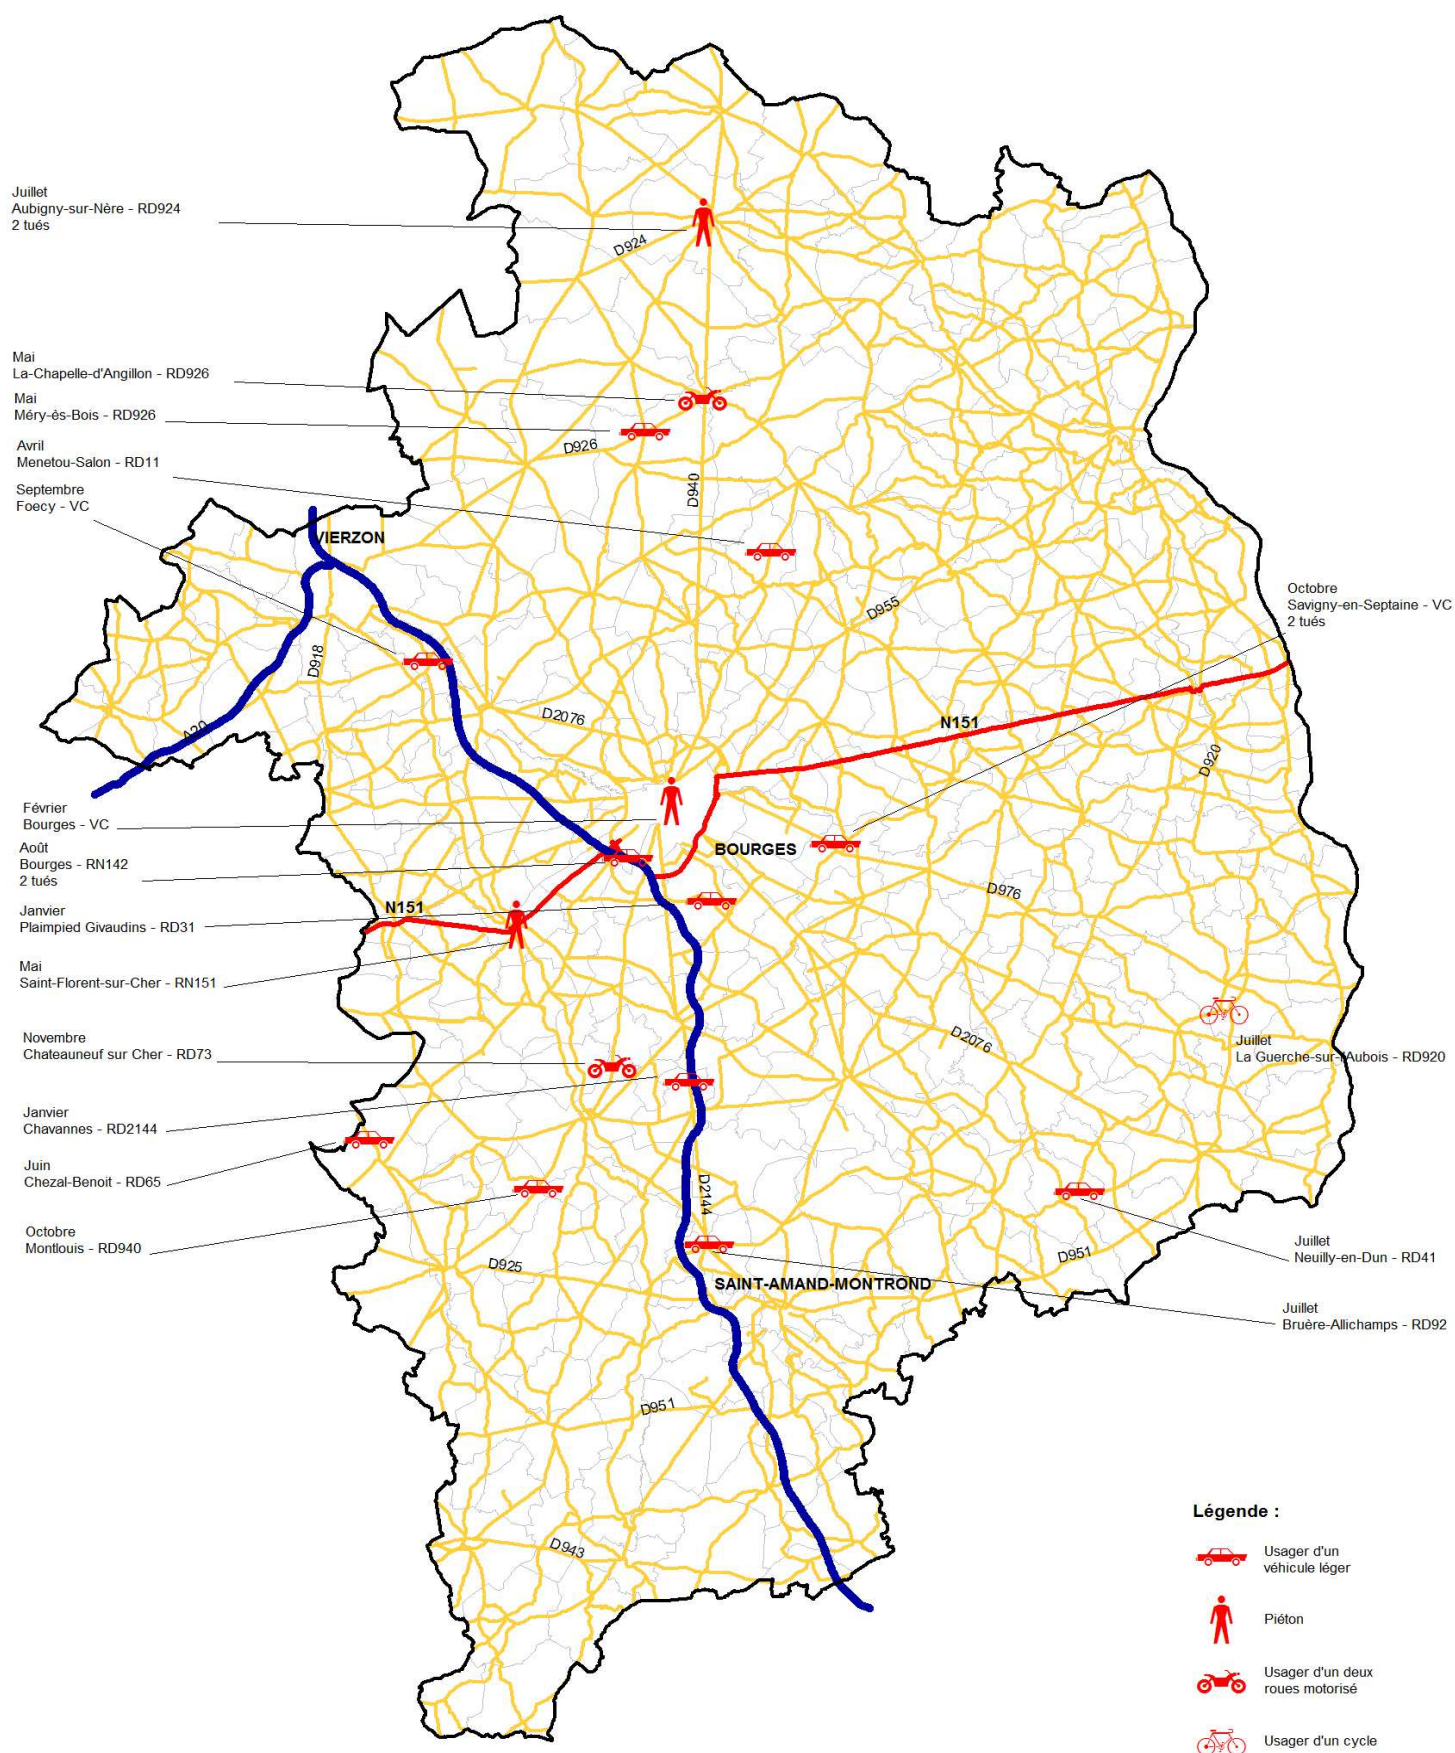 Juillet
Aubigny-sur-Nère - RD924
2 tués
D924
Mai
La-Chapelle-d'Angillon - RD926
Mai
Méry-és-Bois - RD926
D926
Avril
Menetou-Salon - RD11
D940
Septembre
Foecy - VC
VIERZON
Octobre
Savigny-en-Septaine - VC
2 tués
D955
D918
A20
D2076
N151
D920
Février
Bourges - VC
Août
Bourges - RN142
2 tués
BOURGES
D976
N151
Janvier
Plaimpied Givaudins - RD31
Mai
Saint-Florent-sur-Cher - RN151
Novembre
Chateauneuf sur Cher - RD73
D2076
Juillet
La Guerche-sur-l'Aubois - RD920
Janvier
Chavannes - RD2144
Juin
Chezal-Benoit - RD65
D2144
Octobre
Montlouis - RD940
D925
D951
Juillet
Neuilly-en-Dun - RD41
SAINT-AMAND-MONTROND
Juillet
Bruère-Allichamps - RD92
D951
D943
Légende :
Usager d'un
véhicule léger
Piéton
Usager d'un deux
roues motorisé
Usager d'un cycle